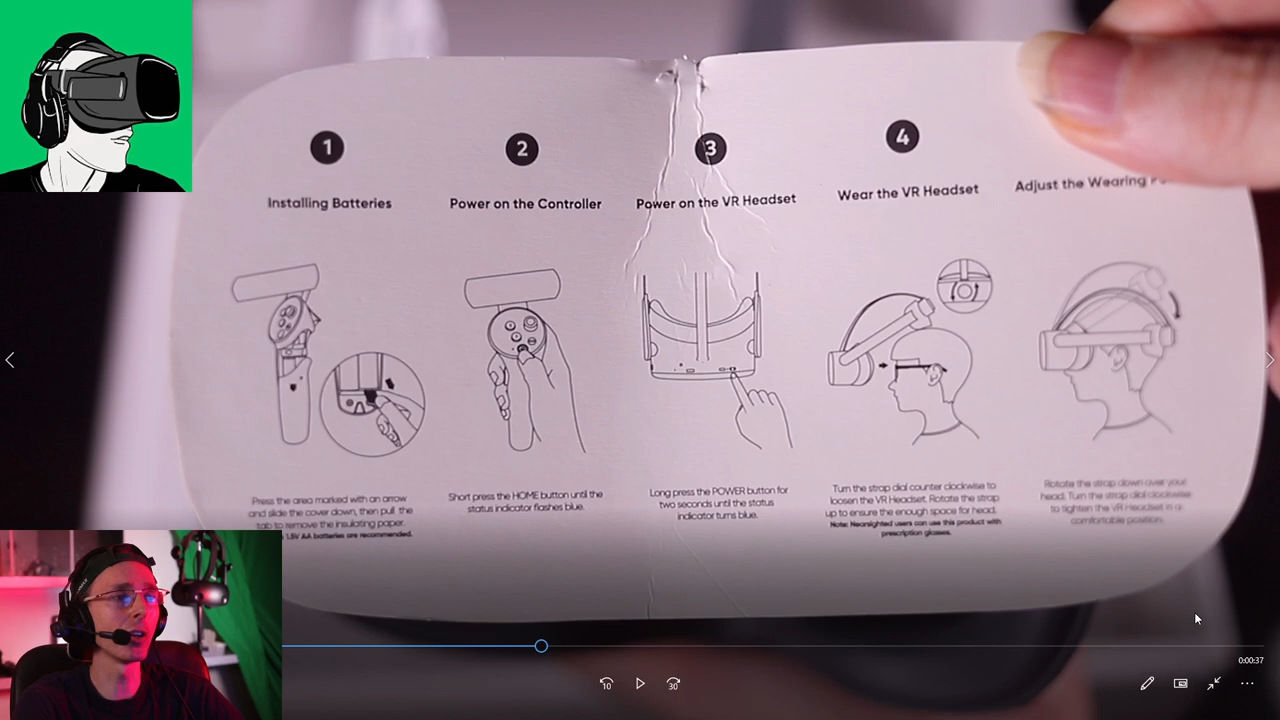 1
Installing Batteries
Press the area marked with an arrow
and slide the cover down, then pull the
tab to remove the insulating paper.
1.5V AA batteries are recommended.
2
Power on the Controller
Short press the HOME button until the
status indicator flashes blue.
3
Power on the VR Headset
Long press the POWER button for
two seconds until the status
indicator turns blue.
4
Wear the VR Headset
Turn the strap dial counter clockwise to
loosen the VR Headset. Rotate the strap
up to ensure the enough space for head.
Note: Nearsighted users can use this product with
prescription glasses.
Adjust the Wearing
Rotate the strap down over your
head. Turn the strap dial clockwise
to tighten the VR Headset in a
comfortable position.
0:00:37
10
30